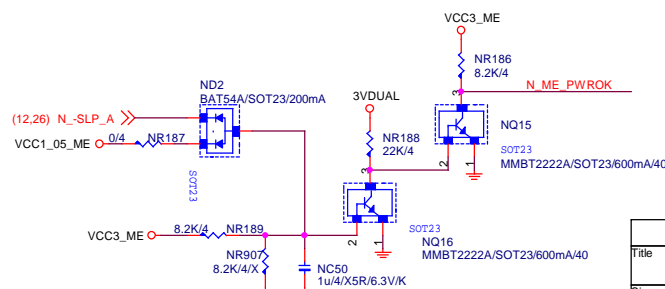 VCC3_ME
NR186
8.2K/4
3
N_ME_PWROK
ND2
BAT54A/SOT23/200mA
3VDUAL
(12,26) N_-SLP_A
NQ15
VCC1_05_ME 0/4 NR187
NR188
22K/4
SOT23
MMBT2222A/SOT23/600mA/40
2
1
3
SOT23
SOT23
VCC3_ME 8.2K/4 NR189
2
1
NQ16
MMBT2222A/SOT23/600mA/40
NR907
8.2K/4/X
NC50
1u/4/X5R/6.3V/K
Title